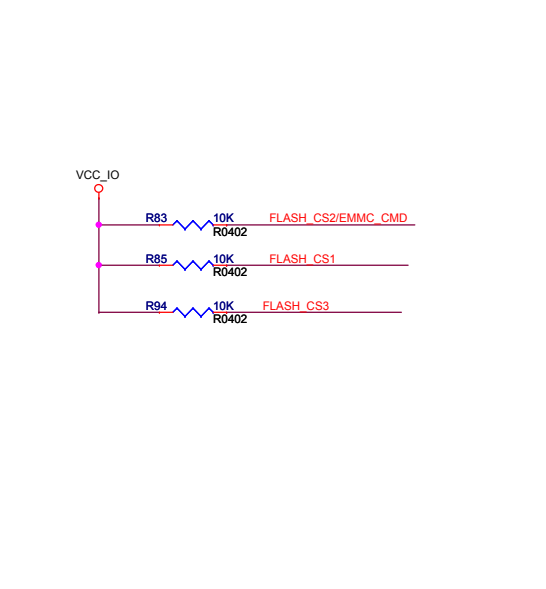 VCC_IO
R83 10K FLASH_CS2/EMMC_CMD
R0402
R85 10K FLASH_CS1
R0402
R94 10K FLASH_CS3
R0402